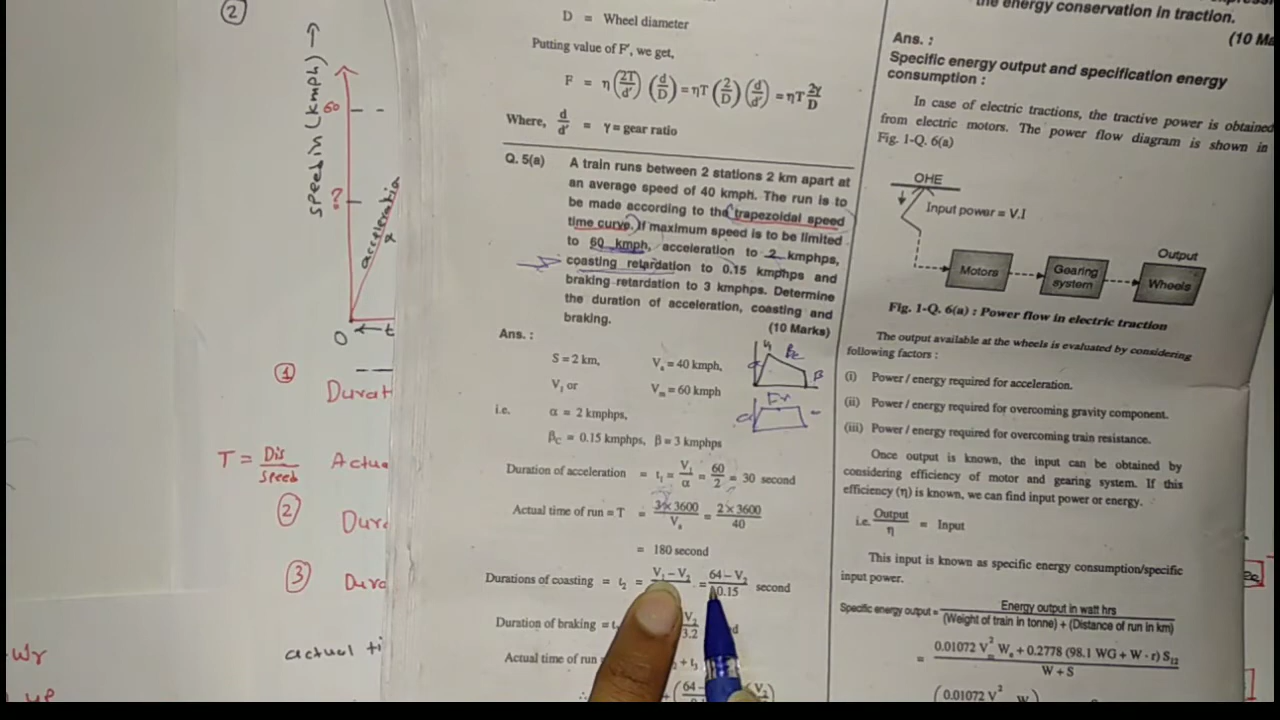 2
speed in (kmph) →
60
?
acceleration
α
0
← t
1 Durat
T = Dis/Speed Actua
2 Dura
3 Dura
actual ti
wr
up
D = Wheel diameter
Putting value of F', we get,
F = η (2T/d') (d/D) = ηT (2/D) (d/d') = ηT 2γ/D
Where, d/d' = γ = gear ratio
Q. 5(a) A train runs between 2 stations 2 km apart at
an average speed of 40 kmph. The run is to
be made according to the trapezoidal speed
time curve. If maximum speed is to be limited
to 60 kmph, acceleration to 2 kmphps,
coasting retardation to 0.15 kmphps and
braking retardation to 3 kmphps. Determine
the duration of acceleration, coasting and
braking. (10 Marks)
Ans. :
S = 2 km, Va = 40 kmph,
V1 or Vm = 60 kmph
i.e. α = 2 kmphps,
βC = 0.15 kmphps, β = 3 kmphps
V1
α
βc
β
Duration of acceleration = t1 = V1/α = 60/2 = 30 second
Actual time of run = T = 3 × 3600/Va = 2 × 3600/40
= 180 second
Durations of coasting = t2 = V1 – V2 = 64 – V2/0.15 second
Duration of braking = t V2/3.2
Actual time of run = + t3
the energy conservation in traction.
(10 Ma
Ans. :
Specific energy output and specification energy
consumption :
In case of electric tractions, the tractive power is obtained
from electric motors. The power flow diagram is shown in
Fig. 1-Q. 6(a)
OHE
Input power = V.I
Motors
Gearing
system
Output
Wheels
Fig. 1-Q. 6(a) : Power flow in electric traction
The output available at the wheels is evaluated by considering
following factors :
(i) Power / energy required for acceleration.
(ii) Power / energy required for overcoming gravity component.
(iii) Power / energy required for overcoming train resistance.
Once output is known, the input can be obtained by
considering efficiency of motor and gearing system. If this
efficiency (η) is known, we can find input power or energy.
i.e. Output/η = Input
This input is known as specific energy consumption/specific
input power.
Specific energy output = Energy output in watt hrs/(Weight of train in tonne) + (Distance of run in km)
= 0.01072 V²m We + 0.2778 (98.1 WG + W · r) S12/W + S